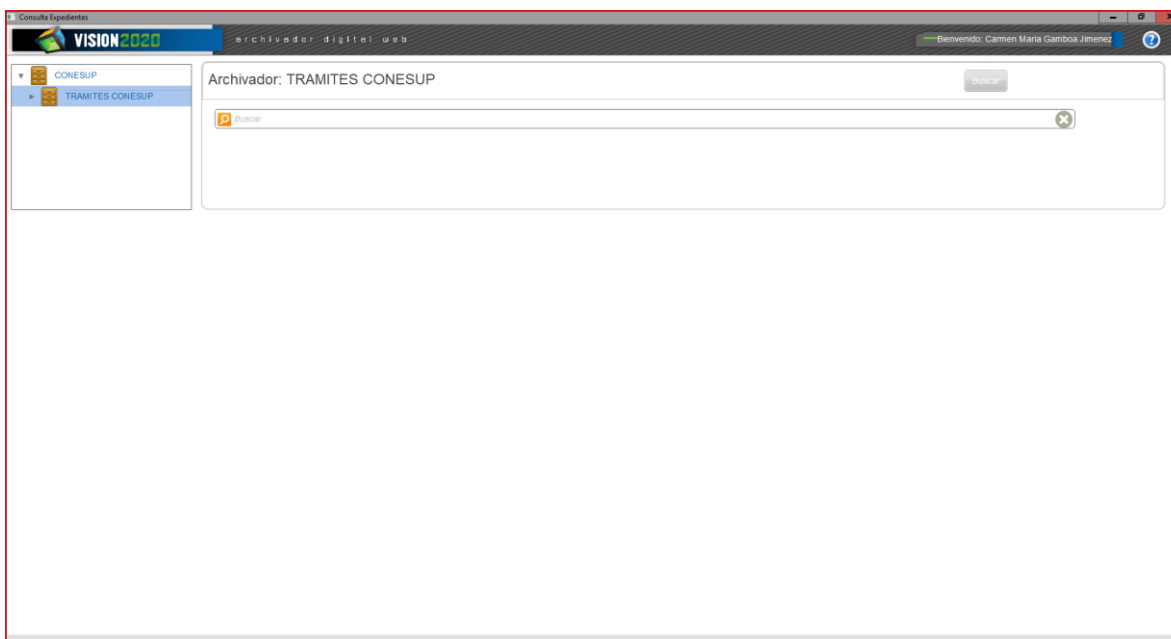 Consulta Expedientes
VISION2020
archivador digital web
Bienvenido: Carmen Maria Gamboa Jimenez
?
CONESUP
TRAMITES CONESUP
Archivador: TRAMITES CONESUP
Buscar
Buscar